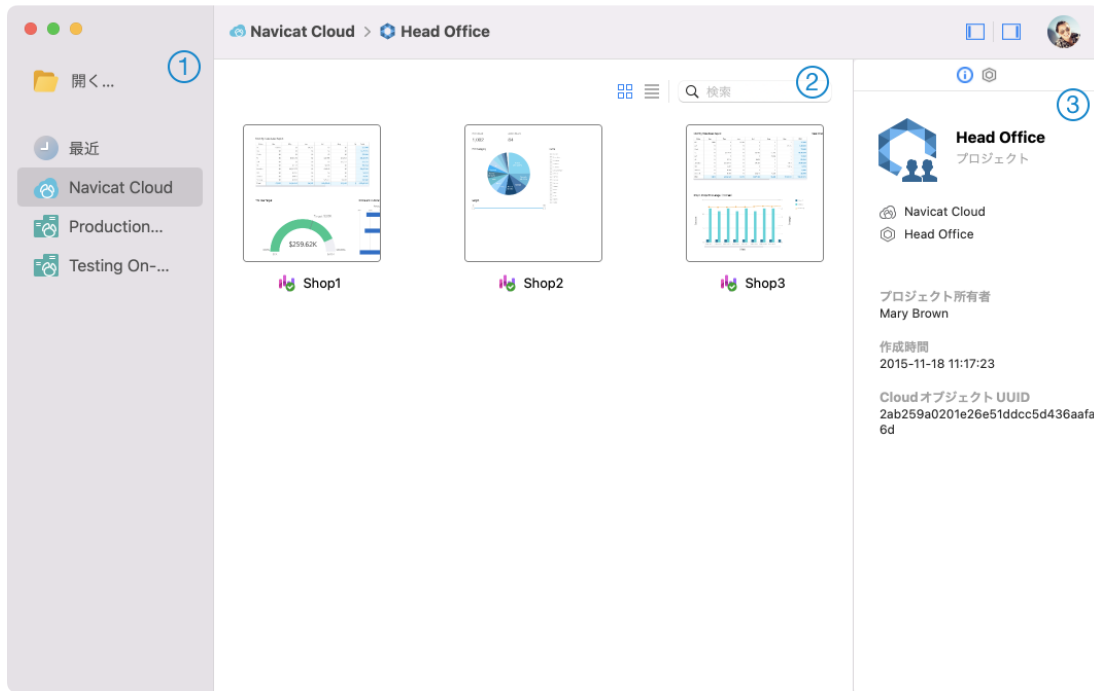 Navicat Cloud > Head Office
①
開く...
最近
Navicat Cloud
Production...
Testing On-...
検索
②
$259.62K
Shop1
Shop2
Shop3
③
Head Office
プロジェクト
Navicat Cloud
Head Office
プロジェクト所有者
Mary Brown
作成時間
2015-11-18 11:17:23
Cloudオブジェクト UUID
2ab259a0201e26e51ddcc5d436aafa
6d